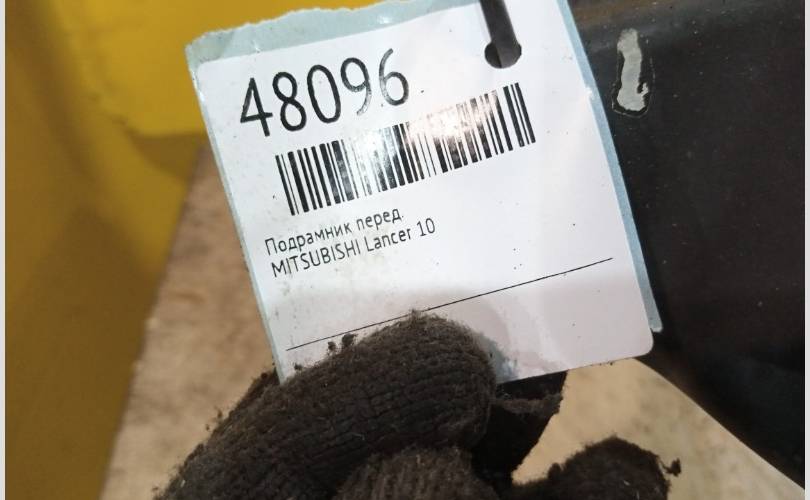 48096
Подрамник перед.
MITSUBISHI Lancer 10